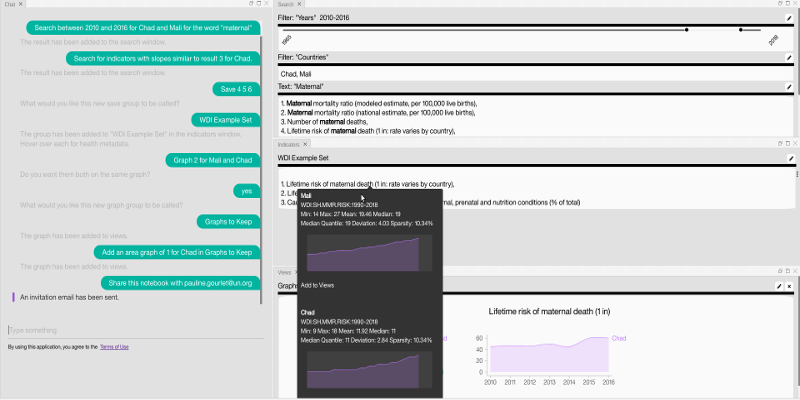 Chat
Search between 2010 and 2016 for Chad and Mali for the word "maternal"
The result has been added to the search window.
Search for indicators with slopes similar to result 3 for Chad.
The result has been added to the search window.
Save 4 5 6
What would you like this new save group to be called?
WDI Example Set
The group has been added to "WDI Example Set" in the indicators window.
Hover over each for health metadata.
Graph 2 for Mali and Chad
Do you want them both on the same graph?
yes
What would you like this new graph group to be called?
Graphs to Keep
The graph has been added to views.
Add an area graph of 1 for Chad in Graphs to Keep
The graph has been added to views.
Share this notebook with pauline.gourlet@un.org
An invitation email has been sent.
Type something
By using this application, you agree to the Terms of Use
Search
Filter: "Years" 2010-2016
1965
2019
Filter: "Countries"
Chad, Mali
Text: "Maternal"
1. Maternal mortality ratio (modeled estimate, per 100,000 live births),
2. Maternal mortality ratio (national estimate, per 100,000 live births),
3. Number of maternal deaths,
4. Lifetime risk of maternal death (1 in: rate varies by country),
Indicators
WDI Example Set
1. Lifetime risk of maternal death (1 in: rate varies by country),
2. Life
3. Cau
nal, prenatal and nutrition conditions (% of total)
Mali
WDI:SH.MMR.RISK:1990-2018
Min: 14 Max: 27 Mean: 19.46 Median: 19
Median Quantile: 19 Deviation: 4.03 Sparsity: 10.34%
Add to Views
Chad
WDI:SH.MMR.RISK:1990-2018
Min: 9 Max: 18 Mean: 11.92 Median: 11
Median Quantile: 11 Deviation: 2.84 Sparsity: 10.34%
Views
Graphs
Lifetime risk of maternal death (1 in)
60
40
20
0
Chad
2010 2011 2012 2013 2014 2015 2016